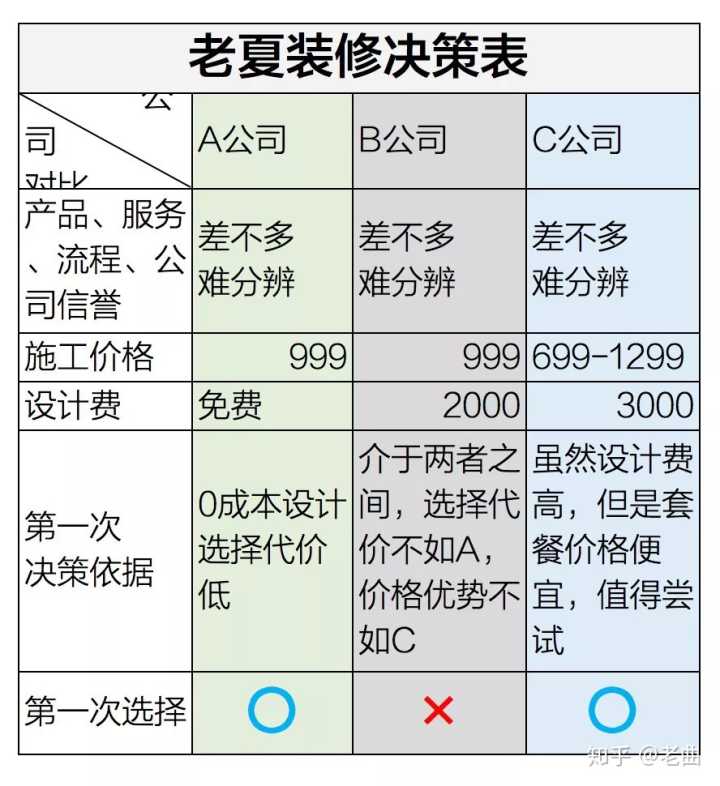 老夏装修决策表
公
司
对比
A公司
B公司
C公司
产品、服务
、流程、公
司信誉
差不多
难分辨
差不多
难分辨
差不多
难分辨
施工价格
999
999
699-1299
设计费
免费
2000
3000
第一次
决策依据
0成本设计
选择代价
低
介于两者之
间，选择代
价不如A，
价格优势不
如C
虽然设计费
高，但是套
餐价格便
宜，值得尝
试
第一次选择
知乎 @老曲